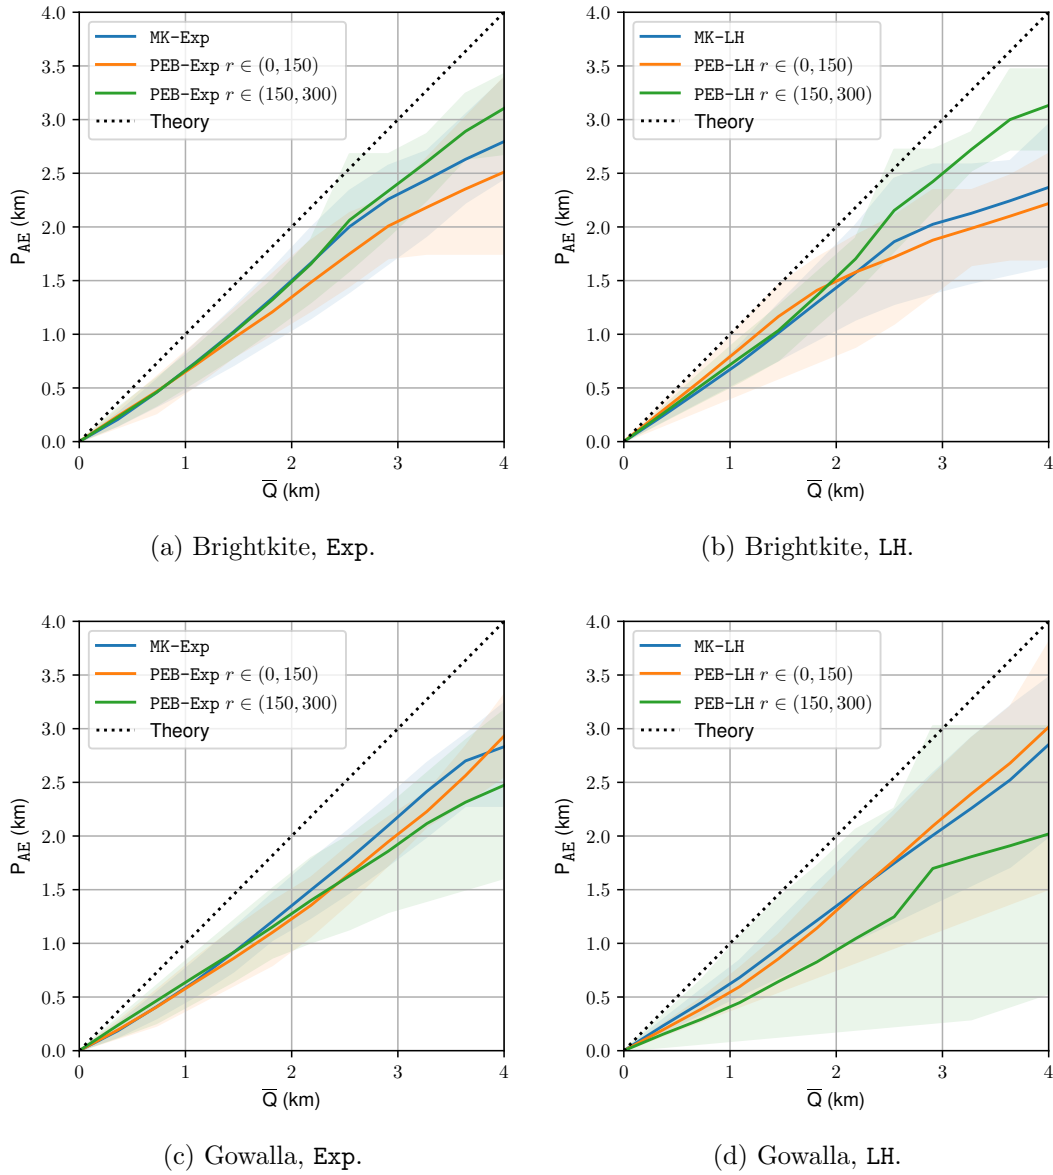 4.0
3.5
3.0
2.5
2.0
1.5
1.0
0.5
0.0
P_AE (km)
MK-Exp
PEB-Exp r ∈ (0, 150)
PEB-Exp r ∈ (150, 300)
Theory
0 1 2 3 4
Q̅ (km)
(a) Brightkite, Exp.
4.0
3.5
3.0
2.5
2.0
1.5
1.0
0.5
0.0
P_AE (km)
MK-LH
PEB-LH r ∈ (0, 150)
PEB-LH r ∈ (150, 300)
Theory
0 1 2 3 4
Q̅ (km)
(b) Brightkite, LH.
4.0
3.5
3.0
2.5
2.0
1.5
1.0
0.5
0.0
P_AE (km)
MK-Exp
PEB-Exp r ∈ (0, 150)
PEB-Exp r ∈ (150, 300)
Theory
0 1 2 3 4
Q̅ (km)
(c) Gowalla, Exp.
4.0
3.5
3.0
2.5
2.0
1.5
1.0
0.5
0.0
P_AE (km)
MK-LH
PEB-LH r ∈ (0, 150)
PEB-LH r ∈ (150, 300)
Theory
0 1 2 3 4
Q̅ (km)
(d) Gowalla, LH.